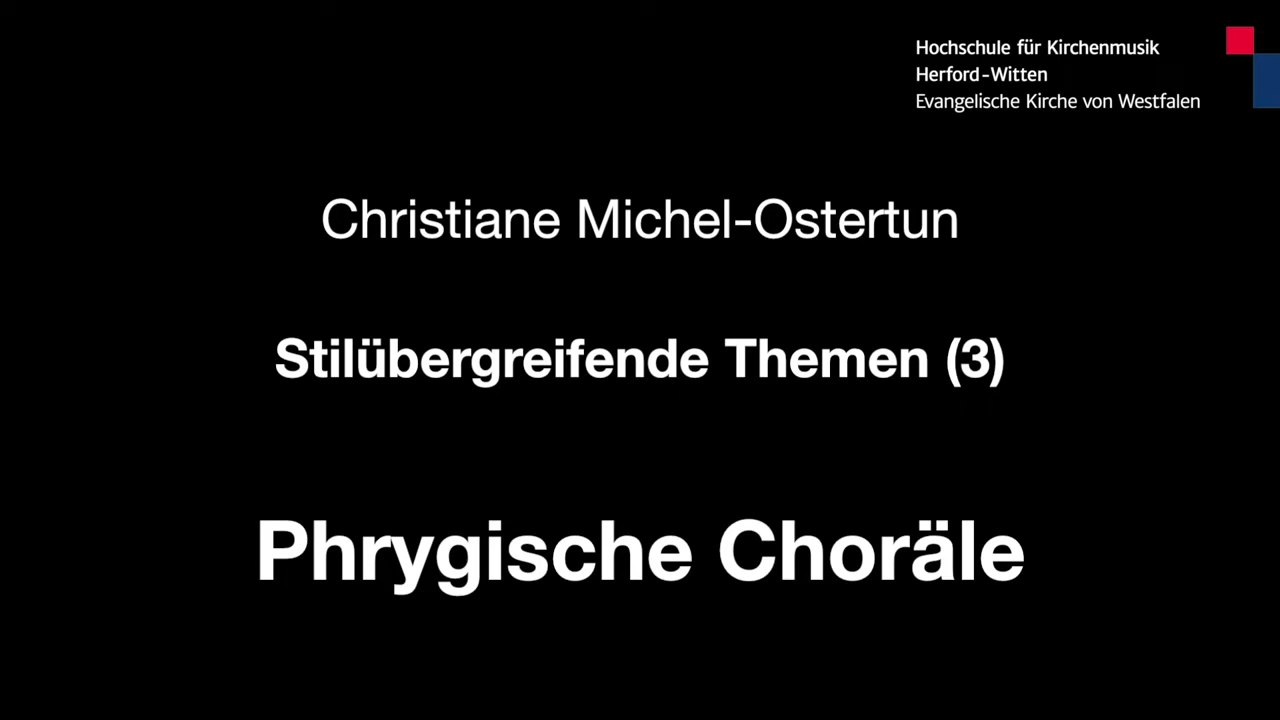 Hochschule für Kirchenmusik
Herford-Witten
Evangelische Kirche von Westfalen
Christiane Michel-Ostertun
Stilübergreifende Themen (3)
Phrygische Choräle